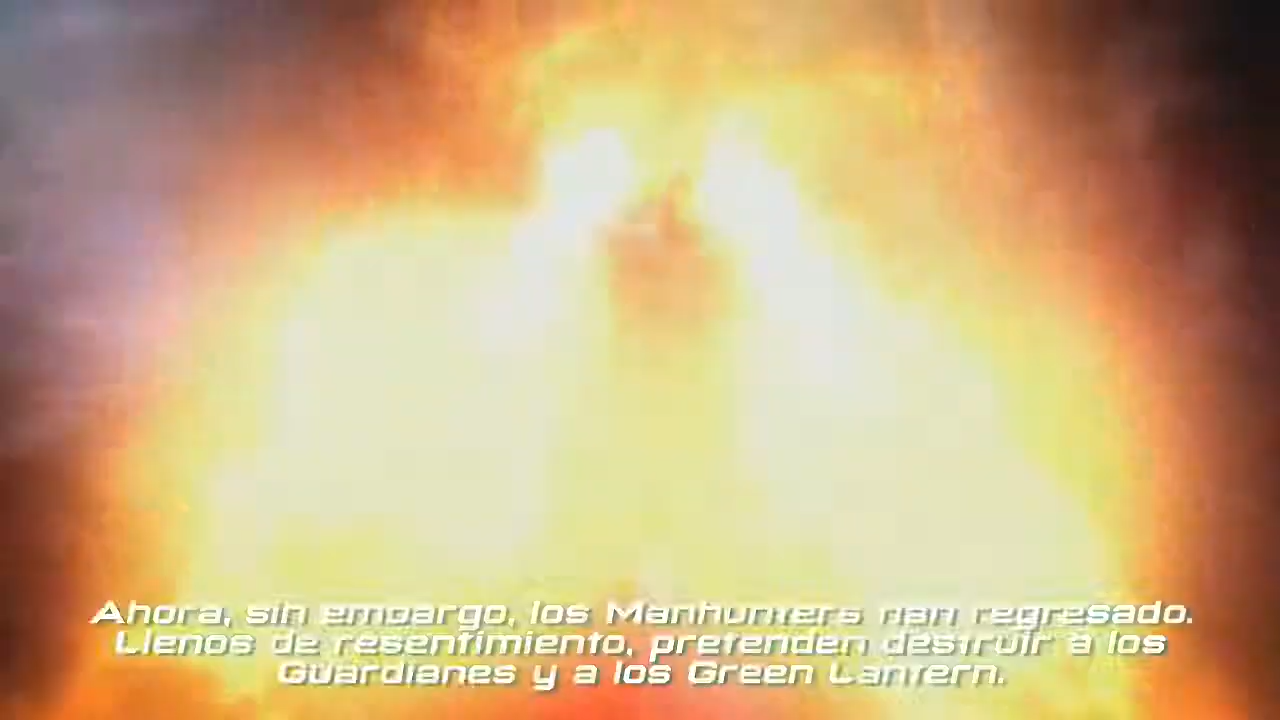 Ahora, sin embargo, los Manhunters han regresado.
Llenos de resentimiento, pretenden destruir a los
Guardianes y a los Green Lantern.